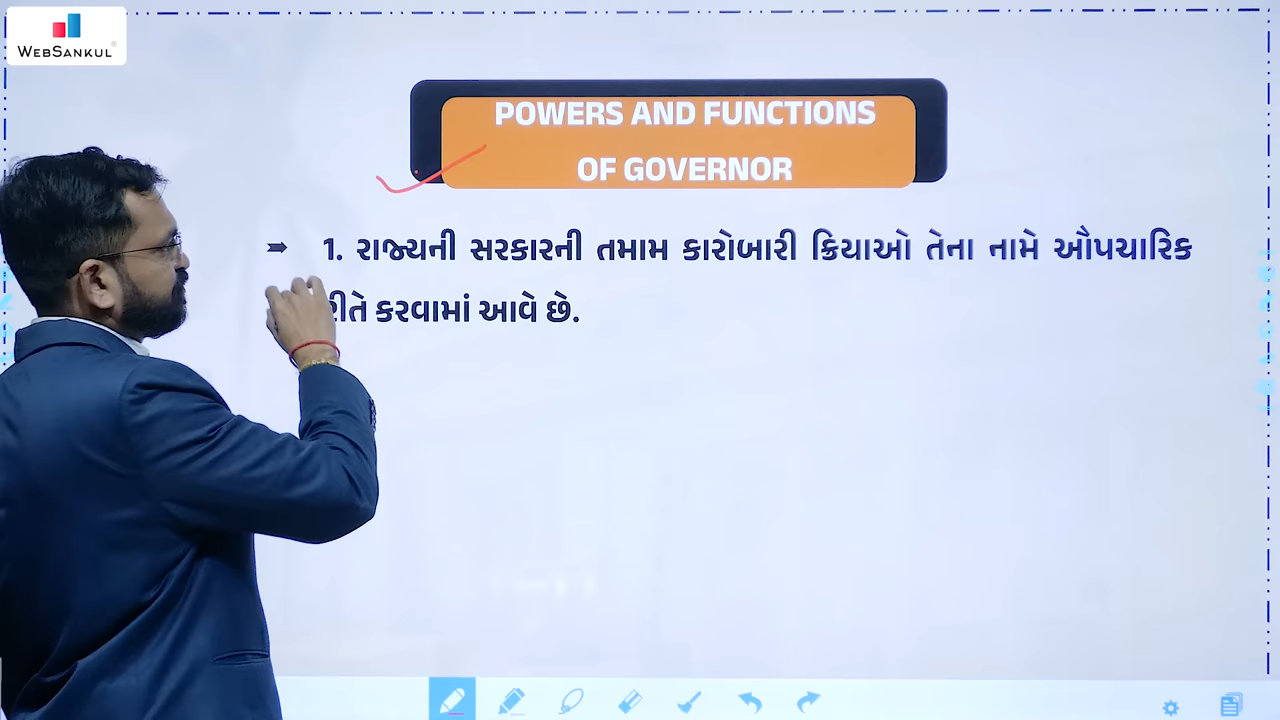 WEBSANKUL®
POWERS AND FUNCTIONS
OF GOVERNOR
➡ 1. રાજ્યની સરકારની તમામ કારોબારી ક્રિયાઓ તેના નામે ઔપચારિક
કરવામાં આવે છે.